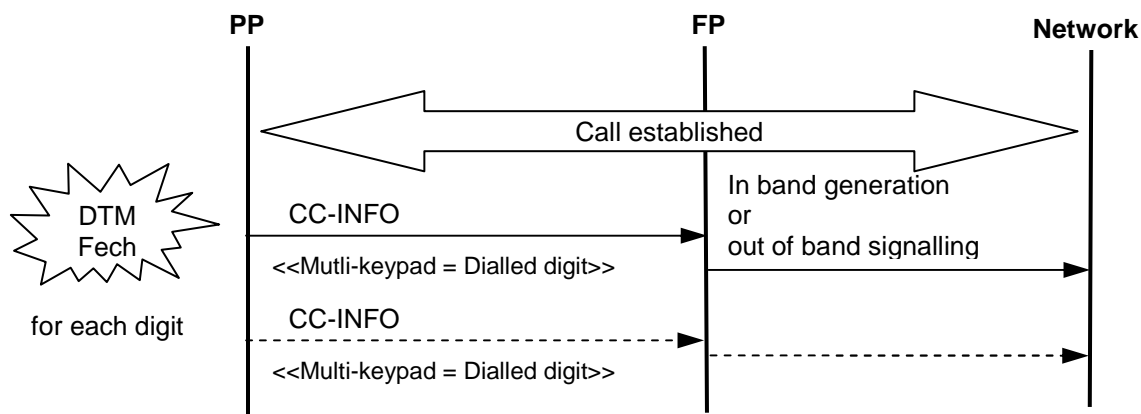 PP
FP
Network
Call established
DTM
Fech
for each digit
CC-INFO
<<Mutli-keypad = Dialled digit>>
In band generation
or
out of band signalling
CC-INFO
<<Multi-keypad = Dialled digit>>